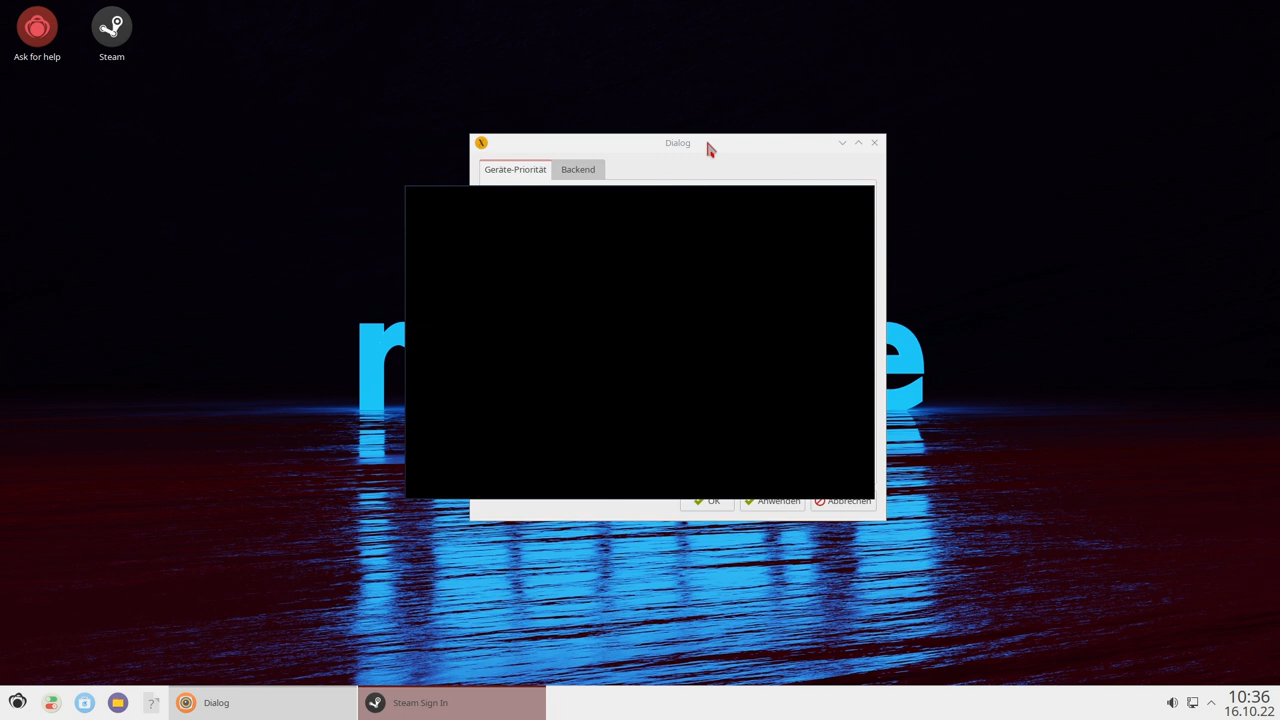 Ask for help
Steam
Dialog
Geräte-Priorität
Backend
OK
Anwenden
Abbrechen
Dialog
Steam Sign In
10:36
16.10.22